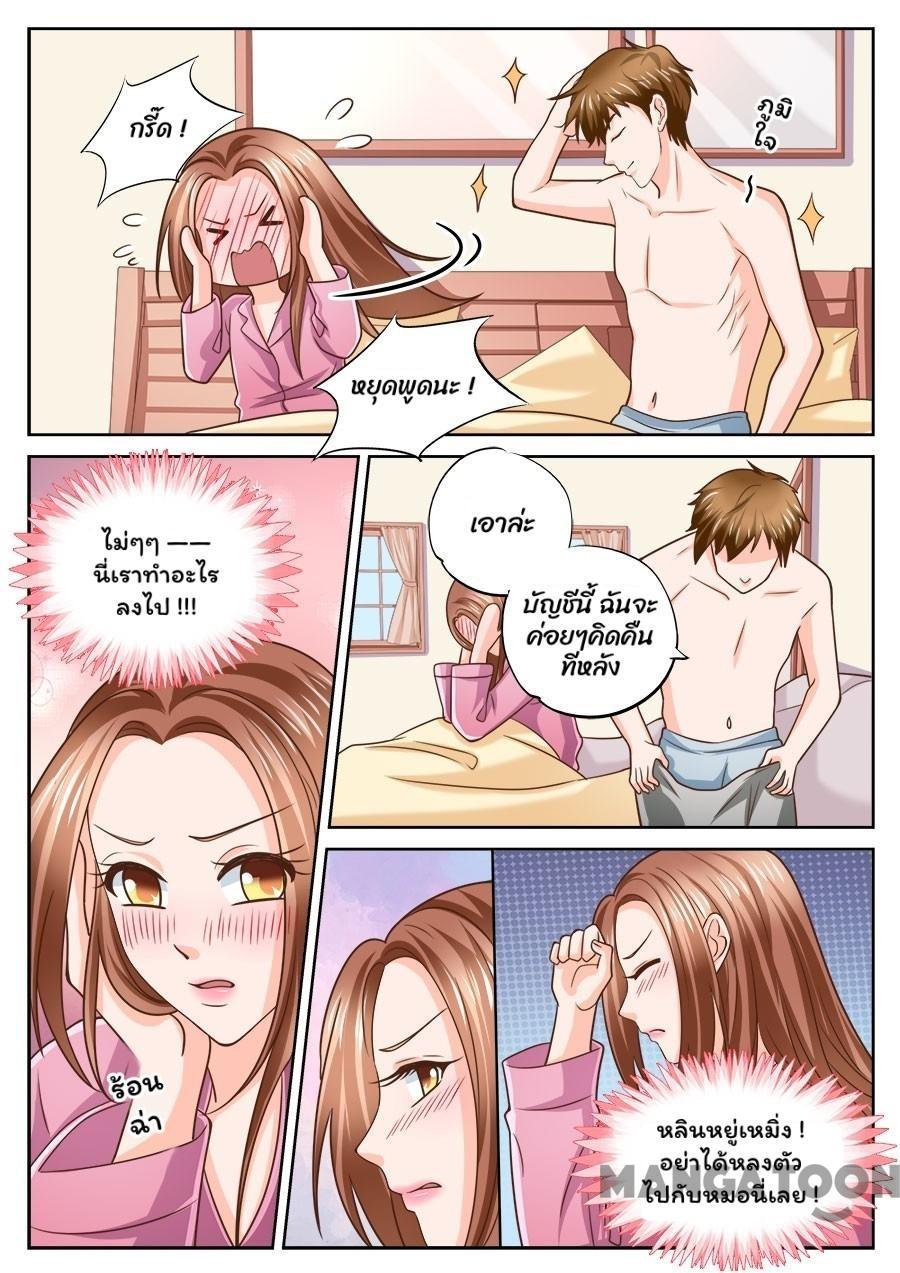 กรี๊ด !
ภูมิ
ใจ
หยุดพูดนะ !
ไม่ๆๆ ——
นี่เราทำอะไร
ลงไป !!!
เอาล่ะ
บัญชีนี้ ฉันจะ
ค่อยๆคิดคืน
ทีหลัง
ร้อน
ฉ่า
หลินหยู่เหมิ่ง !
อย่าได้หลงตัว
ไปกับหมอนี่เลย !
MANGATOON